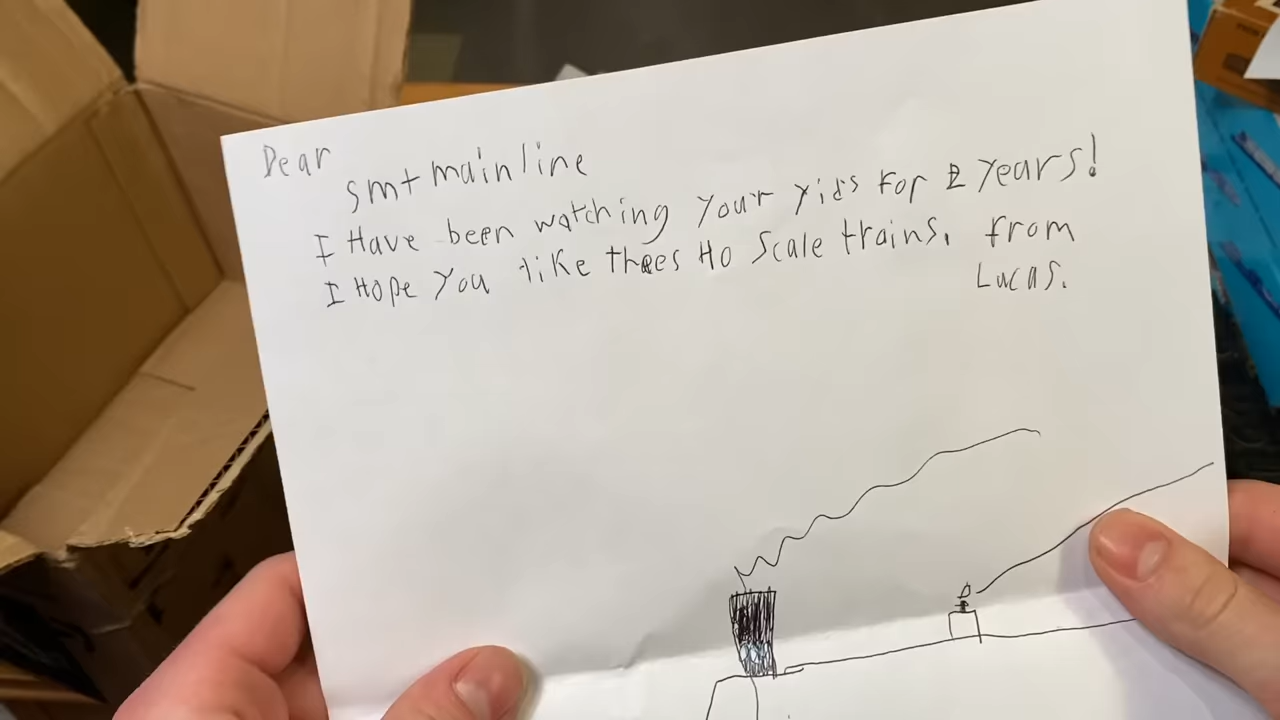 Dear
smt mainline
I Have been watching Your Yids For 2 Years!
I Hope You like thees Ho Scale trains. from
Lucas.